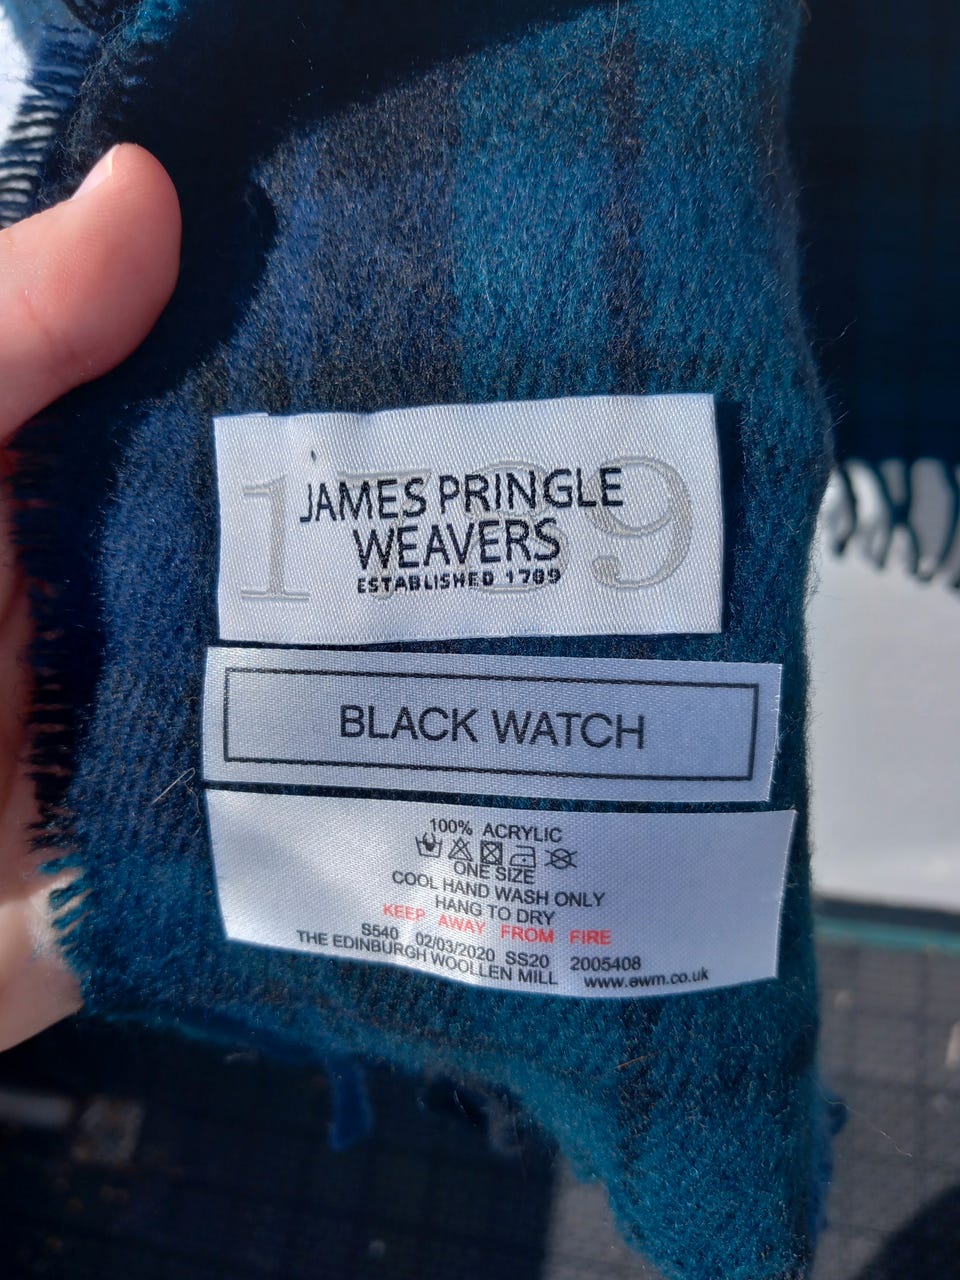 1789
JAMES PRINGLE
WEAVERS
ESTABLISHED 1789
BLACK WATCH
100% ACRYLIC
ONE SIZE
COOL HAND WASH ONLY
HANG TO DRY
KEEP AWAY FROM FIRE
S540 02/03/2020 SS20 2005408
THE EDINBURGH WOOLLEN MILL www.ewm.co.uk